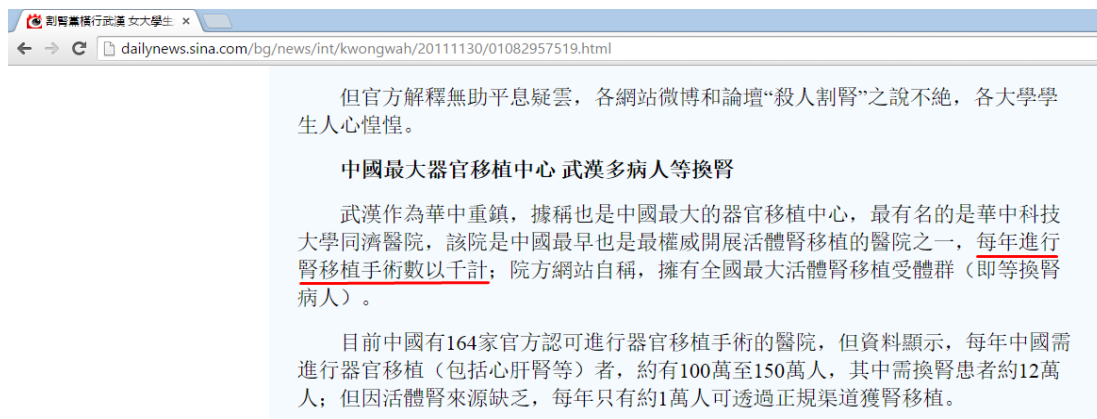 割腎黨橫行武漢 女大學生
dailynews.sina.com/bg/news/int/kwongwah/20111130/01082957519.html
但官方解釋無助平息疑雲，各網站微博和論壇“殺人割腎”之說不絶，各大學學
生人心惶惶。
中國最大器官移植中心 武漢多病人等換腎
武漢作為華中重鎮，據稱也是中國最大的器官移植中心，最有名的是華中科技
大學同濟醫院，該院是中國最早也是最權威開展活體腎移植的醫院之一，每年進行
腎移植手術數以千計；院方網站自稱，擁有全國最大活體腎移植受體群（即等換腎
病人）。
目前中國有164家官方認可進行器官移植手術的醫院，但資料顯示，每年中國需
進行器官移植（包括心肝腎等）者，約有100萬至150萬人，其中需換腎患者約12萬
人；但因活體腎來源缺乏，每年只有約1萬人可透過正規渠道獲腎移植。